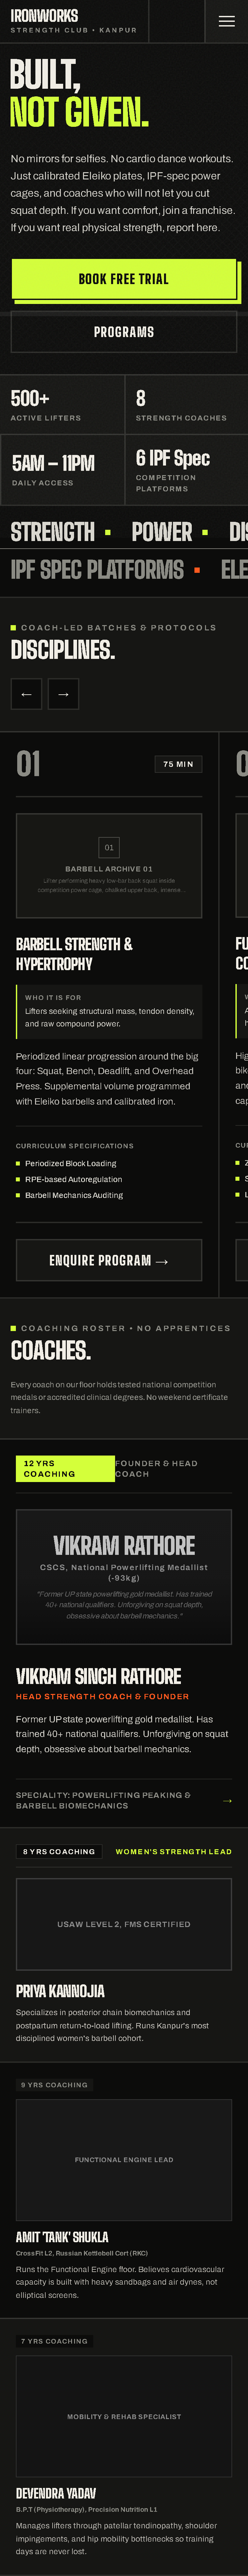 IRONWORKS
STRENGTH CLUB • KANPUR
BUILT,
NOT GIVEN.
No mirrors for selfies. No cardio dance workouts.
Just calibrated Eleiko plates, IPF-spec power
cages, and coaches who will not let you cut
squat depth. If you want comfort, join a franchise.
If you want real physical strength, report here.
BOOK FREE TRIAL
PROGRAMS
500+
ACTIVE LIFTERS
8
STRENGTH COACHES
5AM – 11PM
DAILY ACCESS
6 IPF Spec
COMPETITION
PLATFORMS
STRENGTH POWER DIS
IPF SPEC PLATFORMS ELE
COACH-LED BATCHES & PROTOCOLS
DISCIPLINES.
← →
01
75 MIN
01
BARBELL ARCHIVE 01
Lifter performing heavy low-bar back squat inside
competition power cage, chalked upper back, intense...
BARBELL STRENGTH &
HYPERTROPHY
WHO IT IS FOR
Lifters seeking structural mass, tendon density,
and raw compound power.
Periodized linear progression around the big
four: Squat, Bench, Deadlift, and Overhead
Press. Supplemental volume programmed
with Eleiko barbells and calibrated iron.
CURRICULUM SPECIFICATIONS
Periodized Block Loading
RPE-based Autoregulation
Barbell Mechanics Auditing
ENQUIRE PROGRAM →
COACHING ROSTER • NO APPRENTICES
COACHES.
Every coach on our floor holds tested national competition
medals or accredited clinical degrees. No weekend certificate
trainers.
12 YRS
COACHING
FOUNDER & HEAD
COACH
VIKRAM RATHORE
CSCS, National Powerlifting Medallist
(-93kg)
"Former UP state powerlifting gold medallist. Has trained
40+ national qualifiers. Unforgiving on squat depth,
obsessive about barbell mechanics."
VIKRAM SINGH RATHORE
HEAD STRENGTH COACH & FOUNDER
Former UP state powerlifting gold medallist. Has
trained 40+ national qualifiers. Unforgiving on squat
depth, obsessive about barbell mechanics.
SPECIALITY: POWERLIFTING PEAKING &
BARBELL BIOMECHANICS
→
8 YRS COACHING
WOMEN'S STRENGTH LEAD
USAW LEVEL 2, FMS CERTIFIED
PRIYA KANNOJIA
Specializes in posterior chain biomechanics and
postpartum return-to-load lifting. Runs Kanpur's most
disciplined women's barbell cohort.
9 YRS COACHING
FUNCTIONAL ENGINE LEAD
AMIT 'TANK' SHUKLA
CrossFit L2, Russian Kettlebell Cert (RKC)
Runs the Functional Engine floor. Believes cardiovascular
capacity is built with heavy sandbags and air dynes, not
elliptical screens.
7 YRS COACHING
MOBILITY & REHAB SPECIALIST
DEVENDRA YADAV
B.P.T (Physiotherapy), Precision Nutrition L1
Manages lifters through patellar tendinopathy, shoulder
impingements, and hip mobility bottlenecks so training
days are never lost.